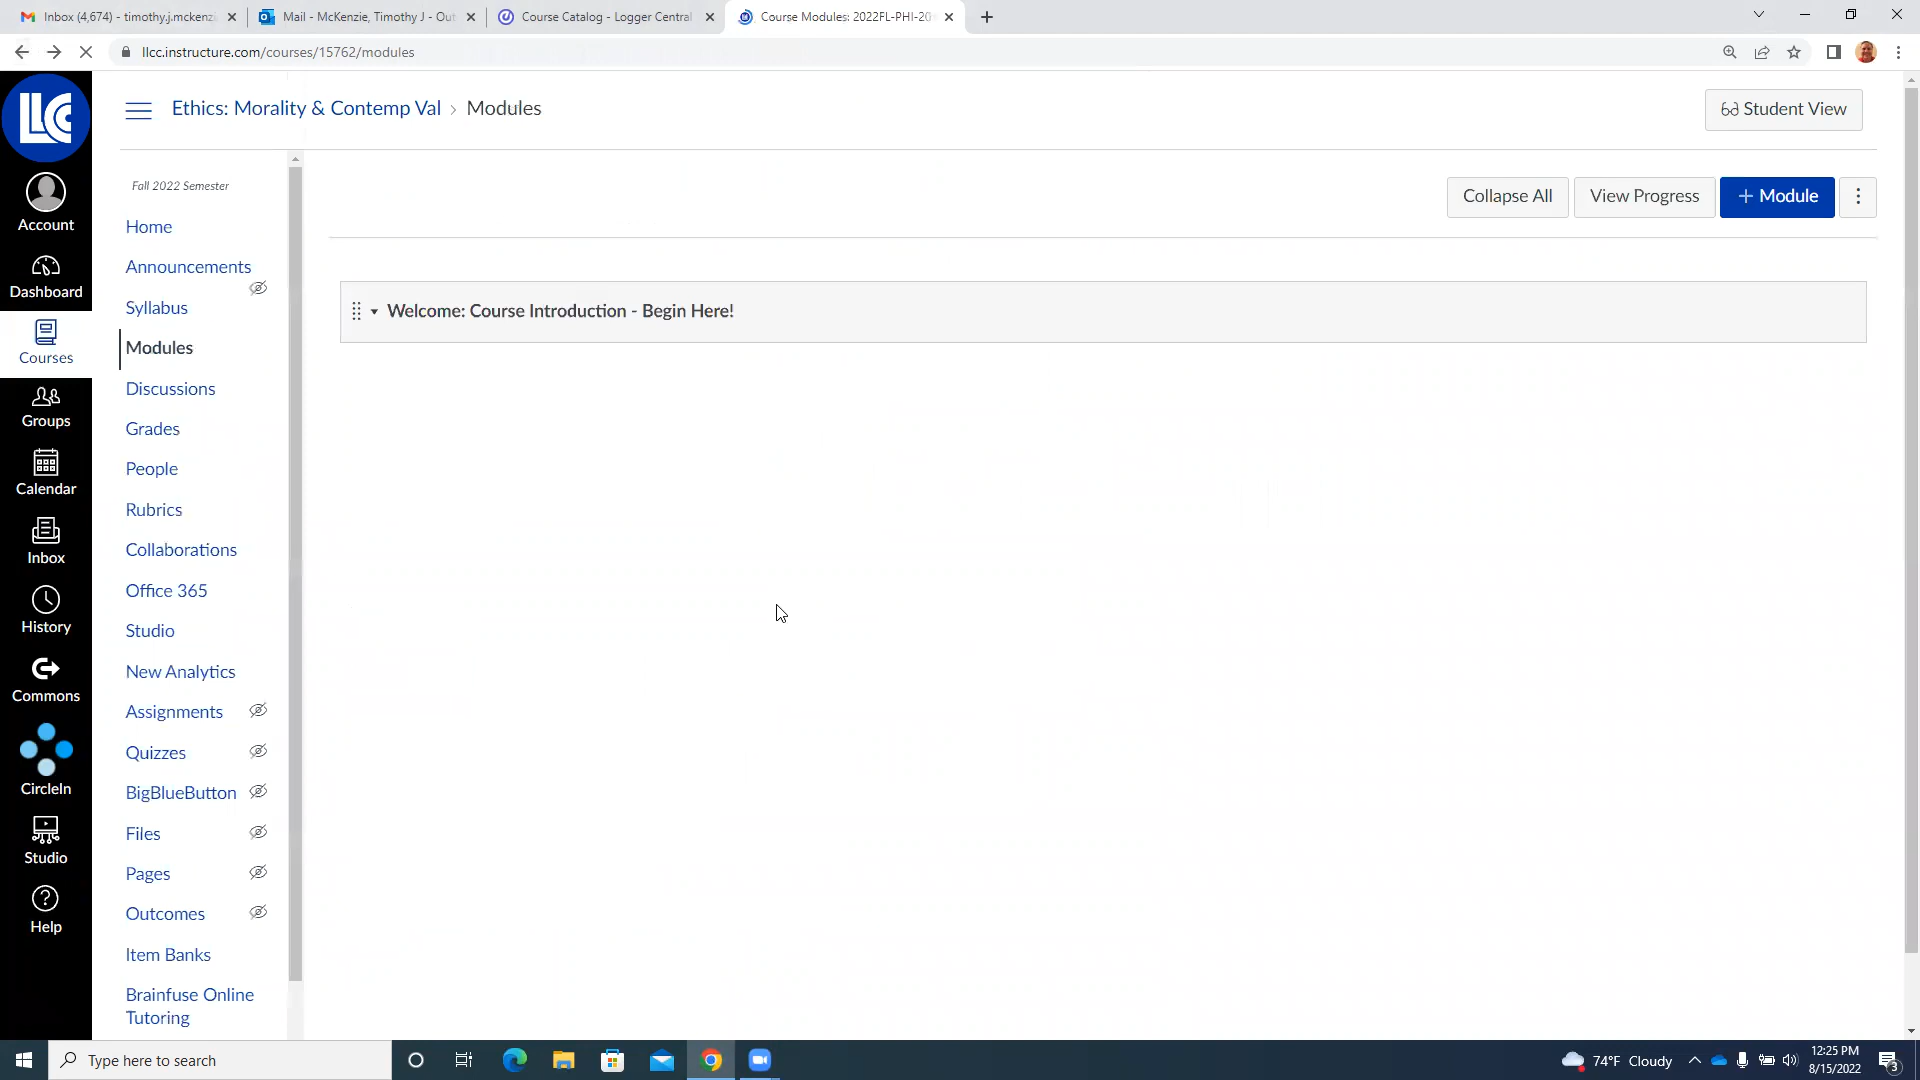 Inbox (4,674) - timothy.j.mckenzi
Mail - McKenzie, Timothy J - Out
Course Catalog - Logger Central
Course Modules: 2022FL-PHI-20
llcc.instructure.com/courses/15762/modules
LLCC
Ethics: Morality & Contemp Val › Modules
Student View
Fall 2022 Semester
Collapse All
View Progress
+ Module
Welcome: Course Introduction - Begin Here!
Account
Dashboard
Courses
Groups
Calendar
Inbox
History
Commons
CircleIn
Studio
Help
Home
Announcements
Syllabus
Modules
Discussions
Grades
People
Rubrics
Collaborations
Office 365
Studio
New Analytics
Assignments
Quizzes
BigBlueButton
Files
Pages
Outcomes
Item Banks
Brainfuse Online
Tutoring
Type here to search
74°F Cloudy
12:25 PM
8/15/2022
3